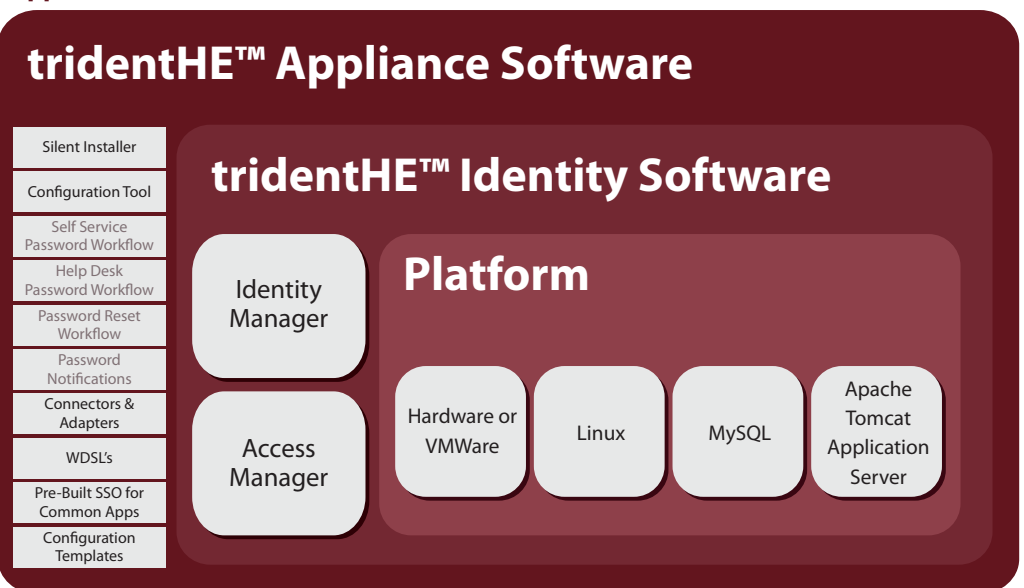 tridentHE™ Appliance Software
Silent Installer
Configuration Tool
Self Service
Password Workflow
Help Desk
Password Workflow
Password Reset
Workflow
Password
Notifications
Connectors &
Adapters
WDSL's
Pre-Built SSO for
Common Apps
Configuration
Templates
tridentHE™ Identity Software
Identity
Manager
Access
Manager
Platform
Hardware or
VMWare
Linux
MySQL
Apache
Tomcat
Application
Server